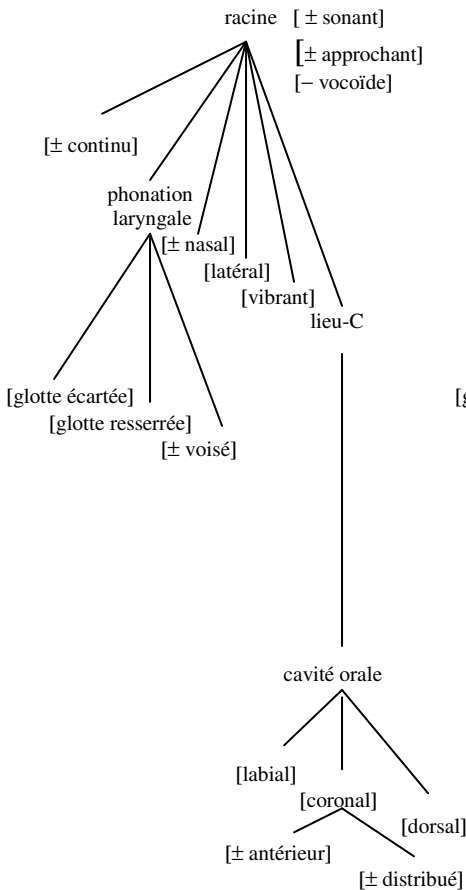 racine [ ± sonant]
[± approchant]
[– vocoïde]
[± continu]
phonation
laryngale
[± nasal]
[latéral]
[vibrant]
lieu-C
[glotte écartée]
[glotte resserrée]
[± voisé]
cavité orale
[labial]
[coronal]
[dorsal]
[± antérieur]
[± distribué]